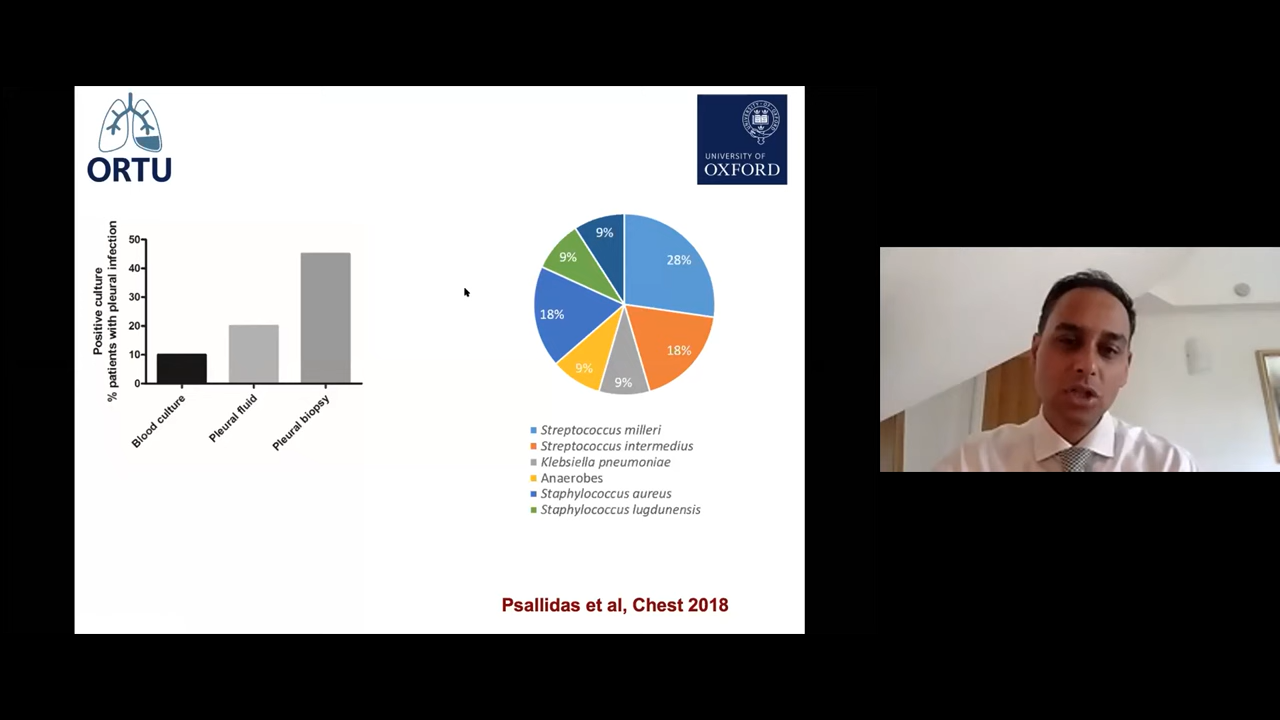 ORTU
UNIVERSITY OF
OXFORD
Positive culture
% patients with pleural infection
50
40
30
20
10
0
Blood culture
Pleural fluid
Pleural biopsy
9%
28%
9%
18%
18%
9%
9%
Streptococcus milleri
Streptococcus intermedius
Klebsiella pneumoniae
Anaerobes
Staphylococcus aureus
Staphylococcus lugdunensis
Psallidas et al, Chest 2018